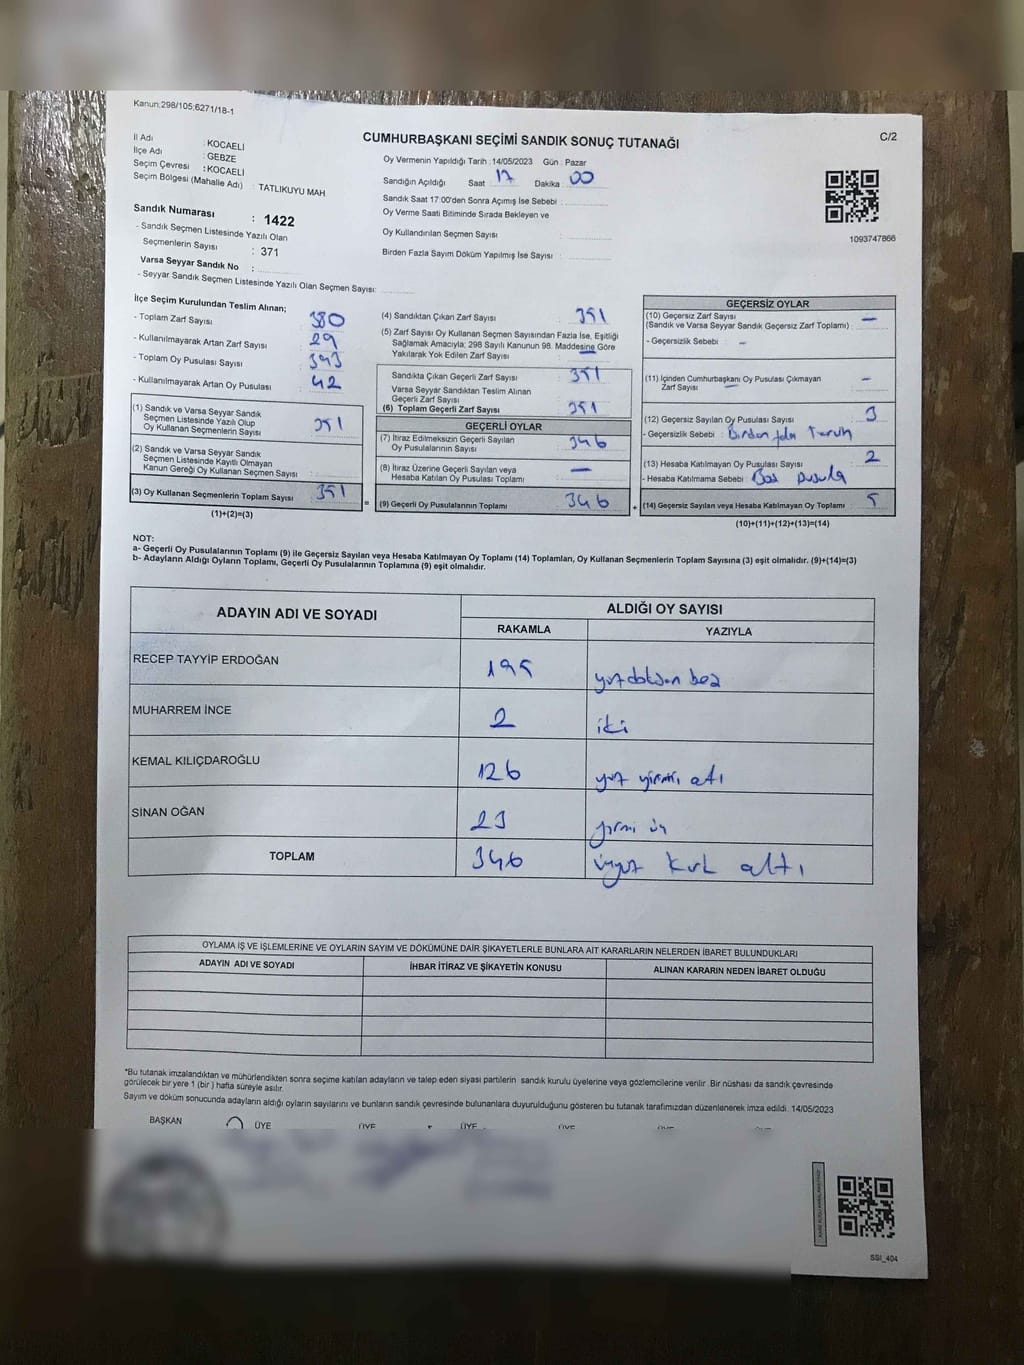 Kanun;298/105;6271/18-1
C/2
CUMHURBAŞKANI SEÇİMİ SANDIK SONUÇ TUTANAĞI
İl Adı : KOCAELİ
İlçe Adı : GEBZE
Seçim Çevresi : KOCAELİ
Seçim Bölgesi (Mahalle Adı) : TATLIKUYU MAH
Sandık Numarası : 1422
- Sandık Seçmen Listesinde Yazılı Olan
Seçmenlerin Sayısı : 371
Varsa Seyyar Sandık No :
- Seyyar Sandık Seçmen Listesinde Yazılı Olan Seçmen Sayısı:
Oy Vermenin Yapıldığı Tarih : 14/05/2023 Gün : Pazar
Sandığın Açıldığı Saat 17 Dakika 00
Sandık Saat 17:00'den Sonra Açımış İse Sebebi :
Oy Verme Saati Bitiminde Sırada Bekleyen ve
Oy Kullandırılan Seçmen Sayısı :
Birden Fazla Sayım Döküm Yapılmış İse Sayısı :
1093747866
İlçe Seçim Kurulundan Teslim Alınan;
- Toplam Zarf Sayısı : 380
- Kullanılmayarak Artan Zarf Sayısı : 29
- Toplam Oy Pusulası Sayısı : 393
- Kullanılmayarak Artan Oy Pusulası : 42
(1) Sandık ve Varsa Seyyar Sandık
Seçmen Listesinde Yazılı Olup
Oy Kullanan Seçmenlerin Sayısı : 351
(2) Sandık ve Varsa Seyyar Sandık
Seçmen Listesinde Kayıtlı Olmayan
Kanun Gereği Oy Kullanan Seçmen Sayısı :
(3) Oy Kullanan Seçmenlerin Toplam Sayısı : 351
(1)+(2)=(3)
(4) Sandıktan Çıkan Zarf Sayısı : 351
(5) Zarf Sayısı Oy Kullanan Seçmen Sayısından Fazla İse, Eşitliği
Sağlamak Amacıyla; 298 Sayılı Kanunun 98. Maddesine Göre
Yakılarak Yok Edilen Zarf Sayısı : —
Sandıkta Çıkan Geçerli Zarf Sayısı : 351
Varsa Seyyar Sandıktan Teslim Alınan
Geçerli Zarf Sayısı :
(6) Toplam Geçerli Zarf Sayısı : 351
GEÇERLİ OYLAR
(7) İtiraz Edilmeksizin Geçerli Sayılan
Oy Pusulalarının Sayısı : 346
(8) İtiraz Üzerine Geçerli Sayılan veya
Hesaba Katılan Oy Pusulası Toplamı : —
= (9) Geçerli Oy Pusulalarının Toplamı : 346 +
GEÇERSİZ OYLAR
(10) Geçersiz Zarf Sayısı : —
(Sandık ve Varsa Seyyar Sandık Geçersiz Zarf Toplamı)
- Geçersizlik Sebebi : —
(11) İçinden Cumhurbaşkanı Oy Pusulası Çıkmayan
Zarf Sayısı : —
(12) Geçersiz Sayılan Oy Pusulası Sayısı : 3
- Geçersizlik Sebebi : Birden fazla Tercih
(13) Hesaba Katılmayan Oy Pusulası Sayısı : 2
- Hesaba Katılmama Sebebi : Boş pusula
(14) Geçersiz Sayılan veya Hesaba Katılmayan Oy Toplamı : 5
(10)+(11)+(12)+(13)=(14)
NOT:
a- Geçerli Oy Pusulalarının Toplamı (9) ile Geçersiz Sayılan veya Hesaba Katılmayan Oy Toplamı (14) Toplamları, Oy Kullanan Seçmenlerin Toplam Sayısına (3) eşit olmalıdır. (9)+(14)=(3)
b- Adayların Aldığı Oyların Toplamı, Geçerli Oy Pusulalarının Toplamına (9) eşit olmalıdır.
ADAYIN ADI VE SOYADI
ALDIĞI OY SAYISI
RAKAMLA YAZIYLA
RECEP TAYYİP ERDOĞAN 195 yüzdoksan beş
MUHARREM İNCE 2 iki
KEMAL KILIÇDAROĞLU 126 yüz yirmi altı
SİNAN OĞAN 23 yirmi üç
TOPLAM 346 üçyüz kırk altı
OYLAMA İŞ VE İŞLEMLERİNE VE OYLARIN SAYIM VE DÖKÜMÜNE DAİR ŞİKAYETLERLE BUNLARA AİT KARARLARIN NELERDEN İBARET BULUNDUKLARI
ADAYIN ADI VE SOYADI İHBAR İTİRAZ VE ŞİKAYETİN KONUSU ALINAN KARARIN NEDEN İBARET OLDUĞU
*Bu tutanak imzalandıktan ve mühürlendikten sonra seçime katılan adayların ve talep eden siyasi partilerin sandık kurulu üyelerine veya gözlemcilerine verilir. Bir nüshası da sandık çevresinde
görülecek bir yere 1 (bir) hafta süreyle asılır.
Sayım ve döküm sonucunda adayların aldığı oyların sayılarını ve bunların sandık çevresinde bulunanlara duyurulduğunu gösteren bu tutanak tarafımızdan düzenlenerek imza edildi. 14/05/2023
BAŞKAN ÜYE ÜYE ÜYE ÜYE ÜYE ÜYE
SSI_404